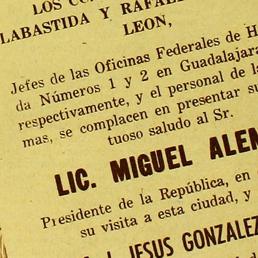 LOS
LABASTIDA Y RAFAEL
LEON,
Jefes de las Oficinas Federales de H
da Números 1 y 2 en Guadalajara
respectivamente, y el personal de la
mas, se complacen en presentar su
tuoso saludo al Sr.
LIC. MIGUEL ALEM
Presidente de la República, en
su visita a esta ciudad, y
J. JESUS GONZALEZ